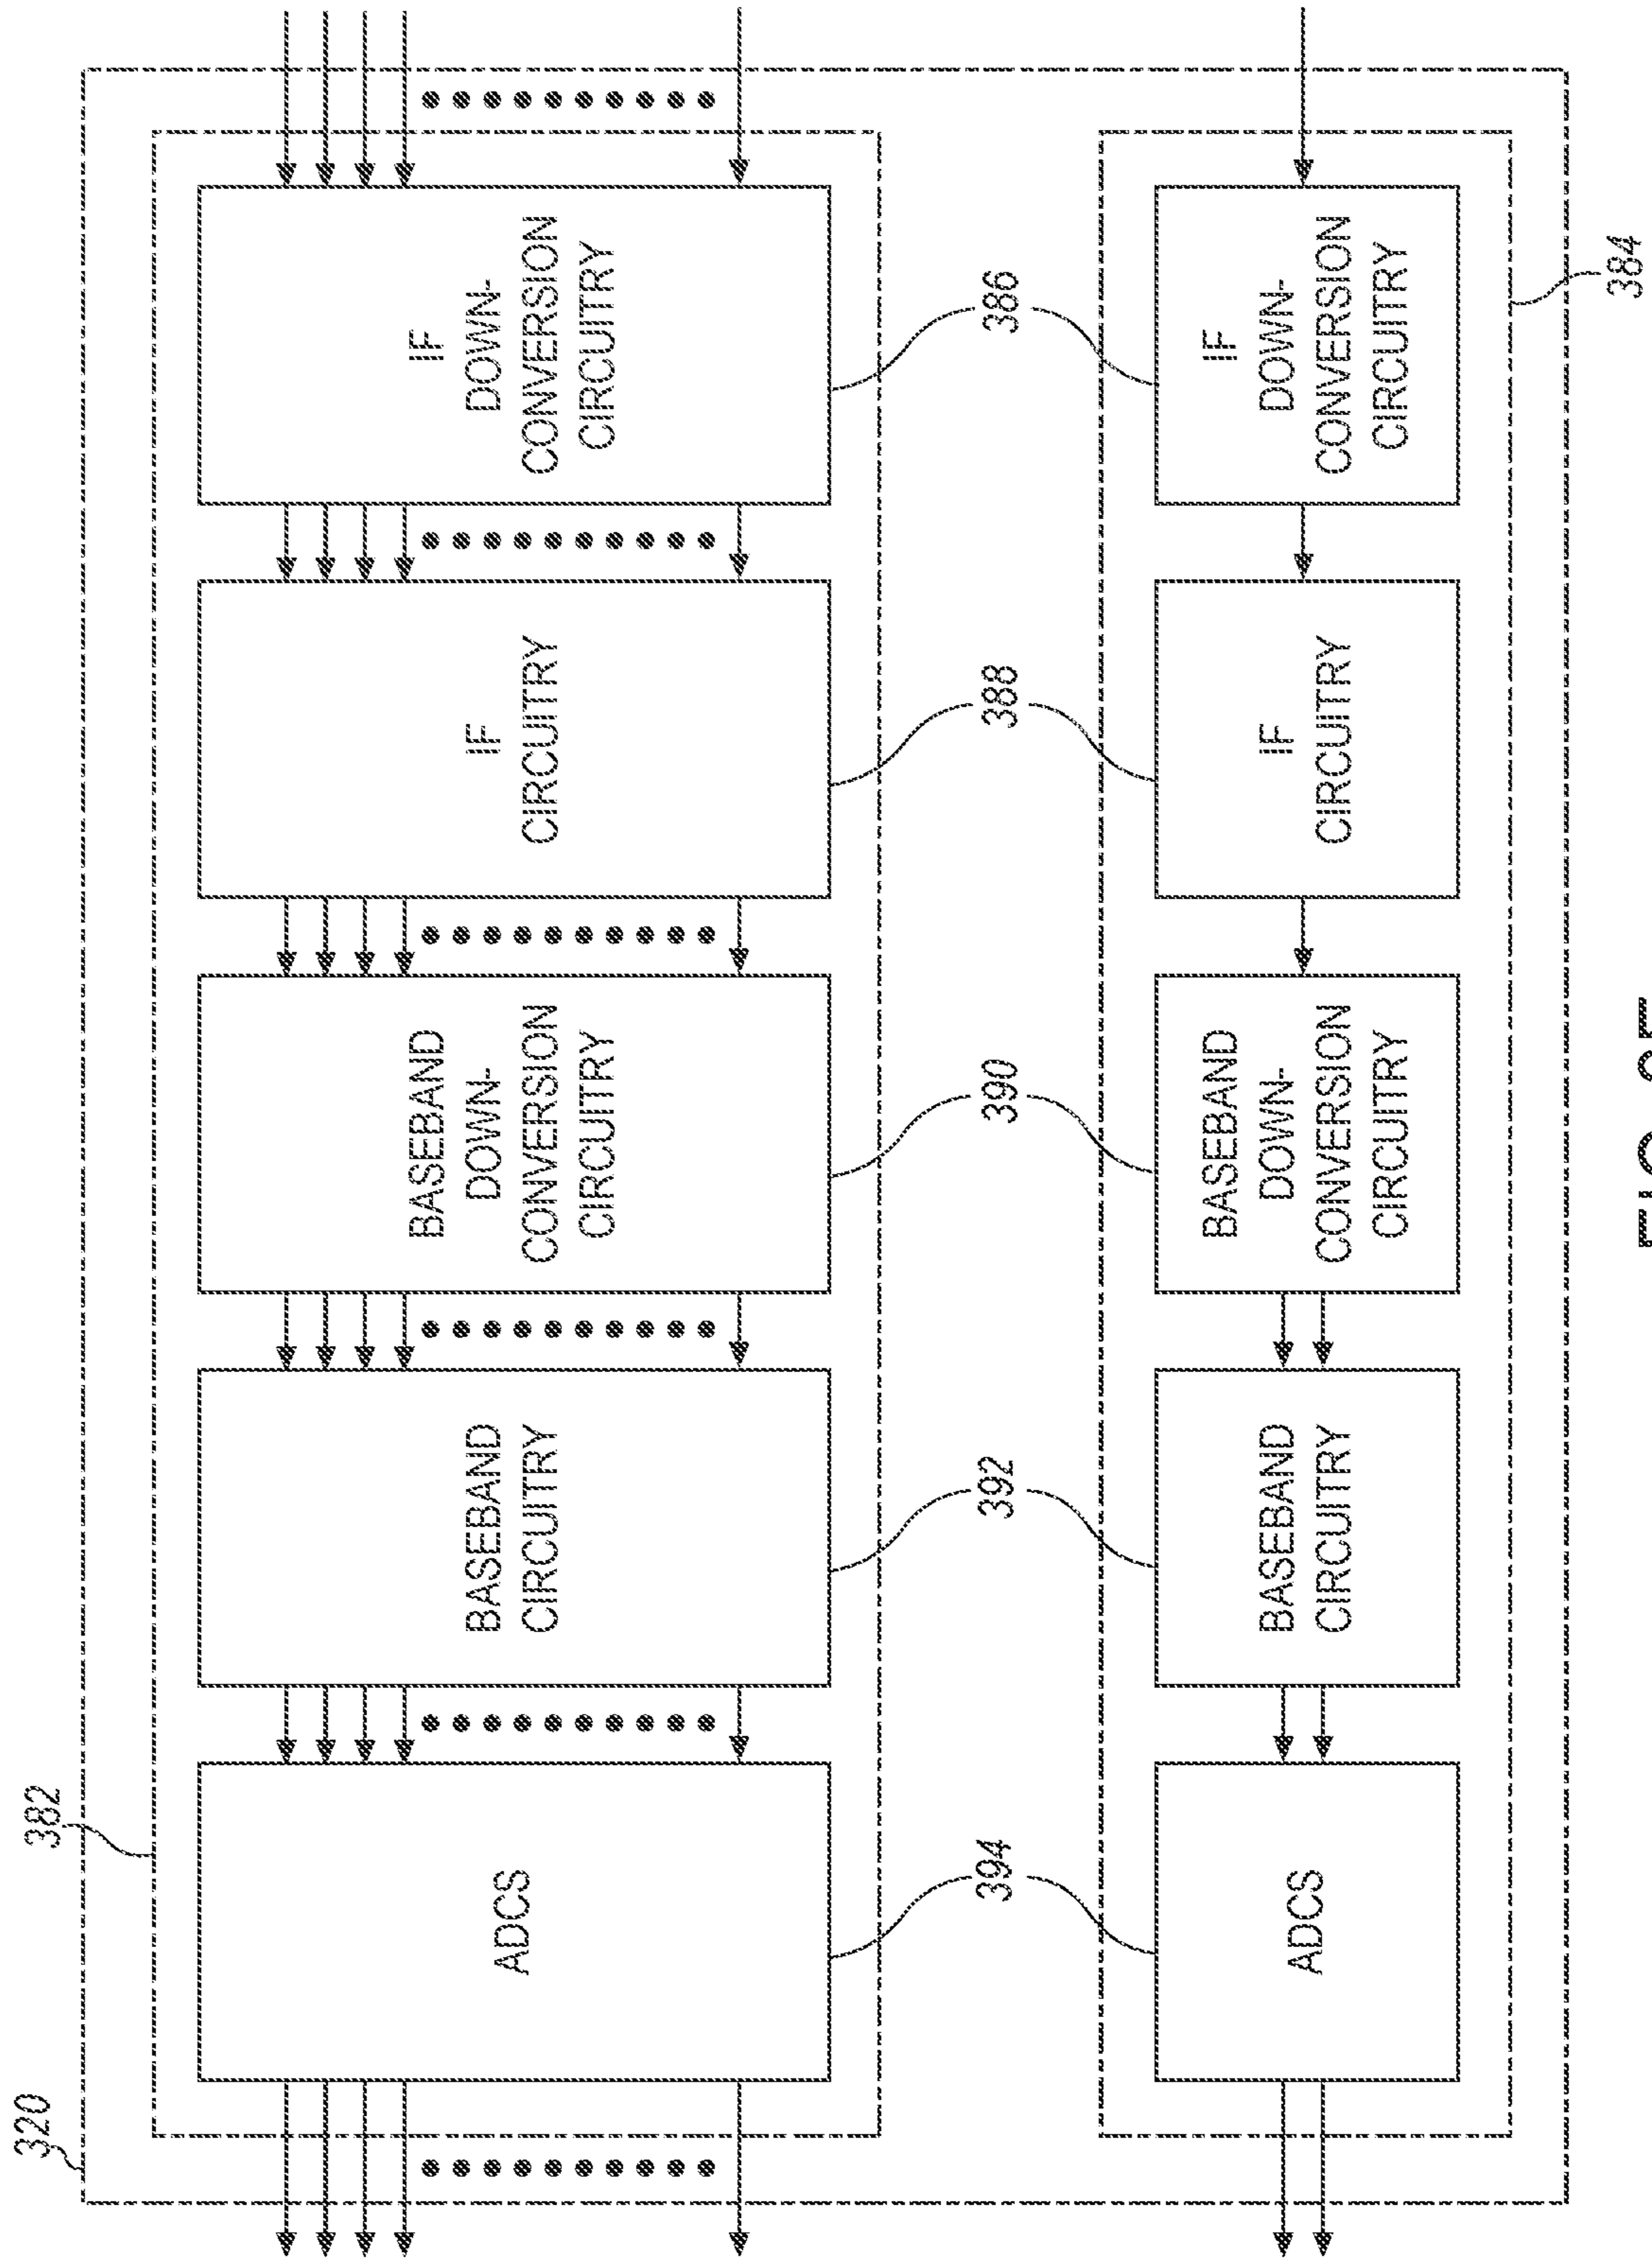 320
382
ADCS
BASEBAND
CIRCUITRY
BASEBAND
DOWN-
CONVERSION
CIRCUITRY
IF
CIRCUITRY
IF
DOWN-
CONVERSION
CIRCUITRY
394
392
390
388
386
ADCS
BASEBAND
CIRCUITRY
BASEBAND
DOWN-
CONVERSION
CIRCUITRY
IF
CIRCUITRY
IF
DOWN-
CONVERSION
CIRCUITRY
384
FIG.